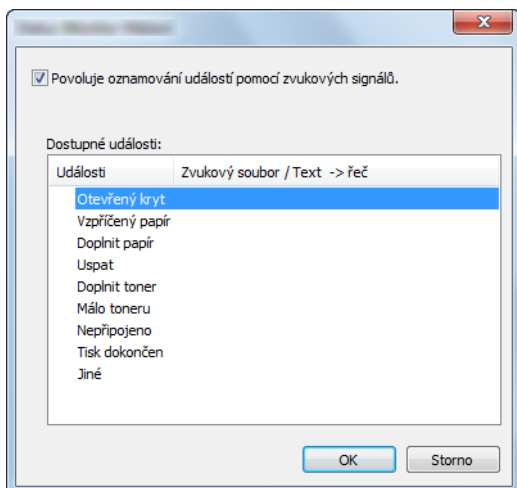 Povoluje oznamování událostí pomocí zvukových signálů.
Dostupné události:
Události Zvukový soubor / Text -> řeč
Otevřený kryt
Vzpříčený papír
Doplnit papír
Uspat
Doplnit toner
Málo toneru
Nepřipojeno
Tisk dokončen
Jiné
OK Storno